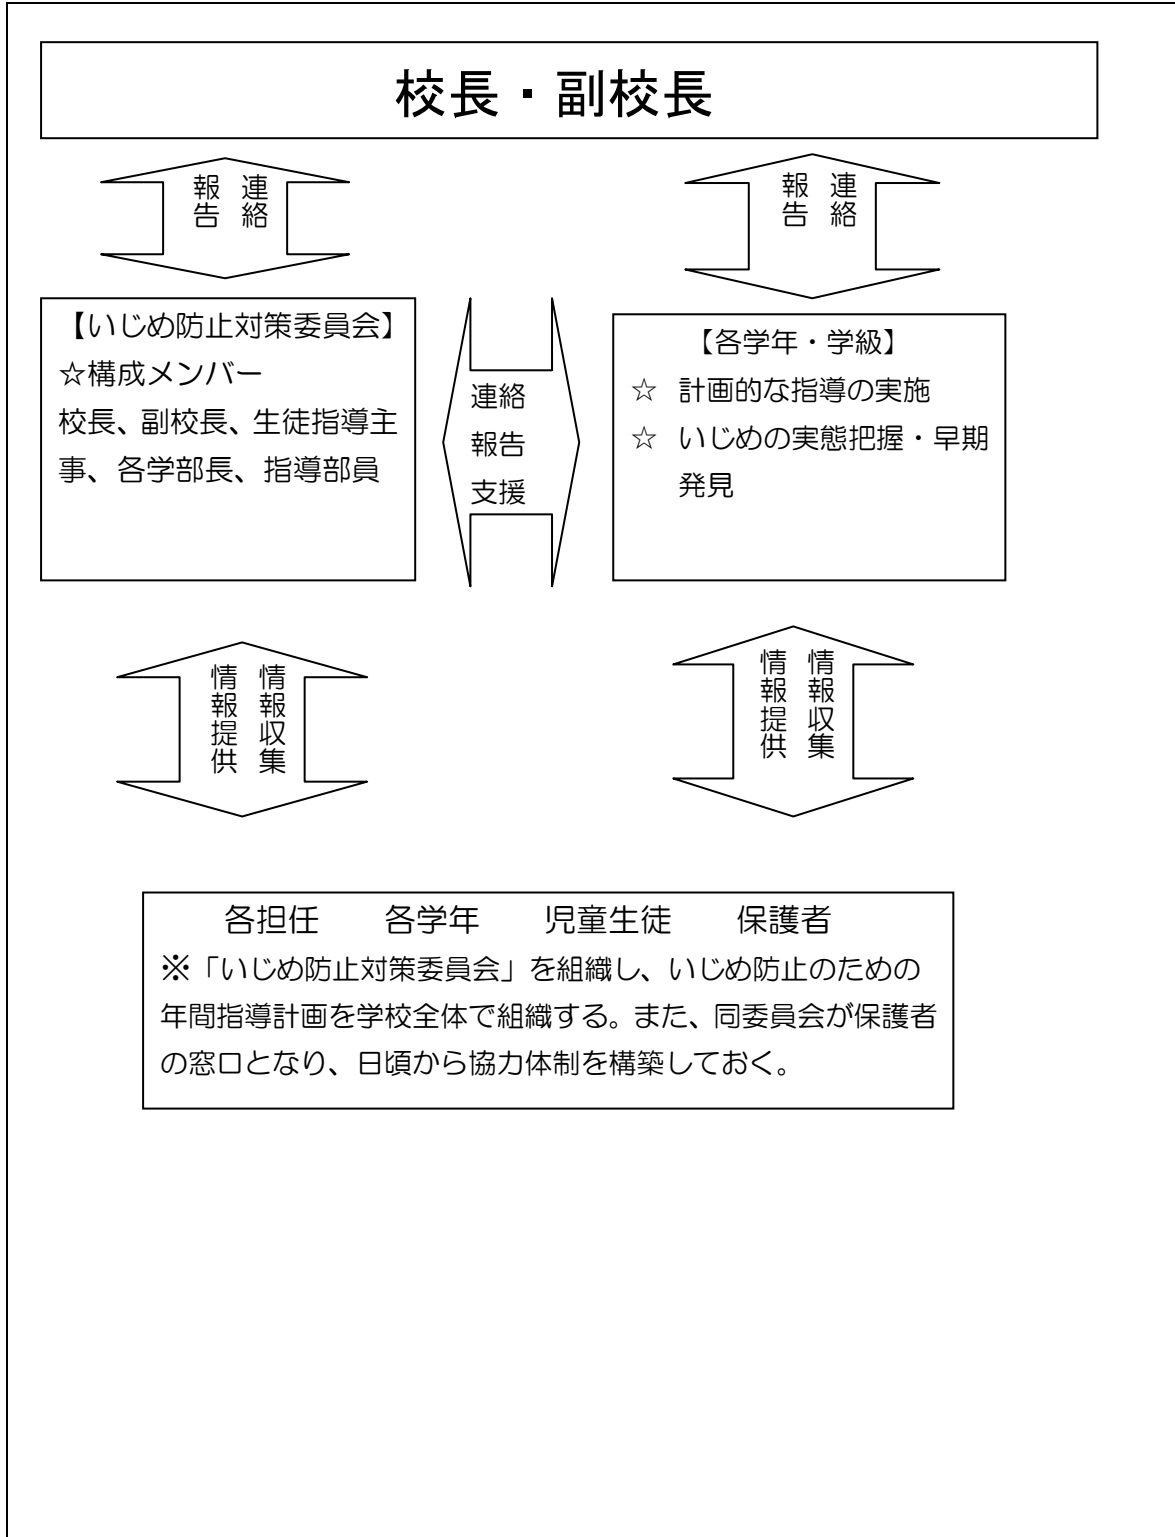 校長・副校長
連絡
報告
連絡
報告
【いじめ防止対策委員会】
☆構成メンバー
校長、副校長、生徒指導主
事、各学部長、指導部員
連絡
報告
支援
【各学年・学級】
☆ 計画的な指導の実施
☆ いじめの実態把握・早期
発見
情報収集
情報提供
情報収集
情報提供
各担任 各学年 児童生徒 保護者
※「いじめ防止対策委員会」を組織し、いじめ防止のための
年間指導計画を学校全体で組織する。また、同委員会が保護者
の窓口となり、日頃から協力体制を構築しておく。